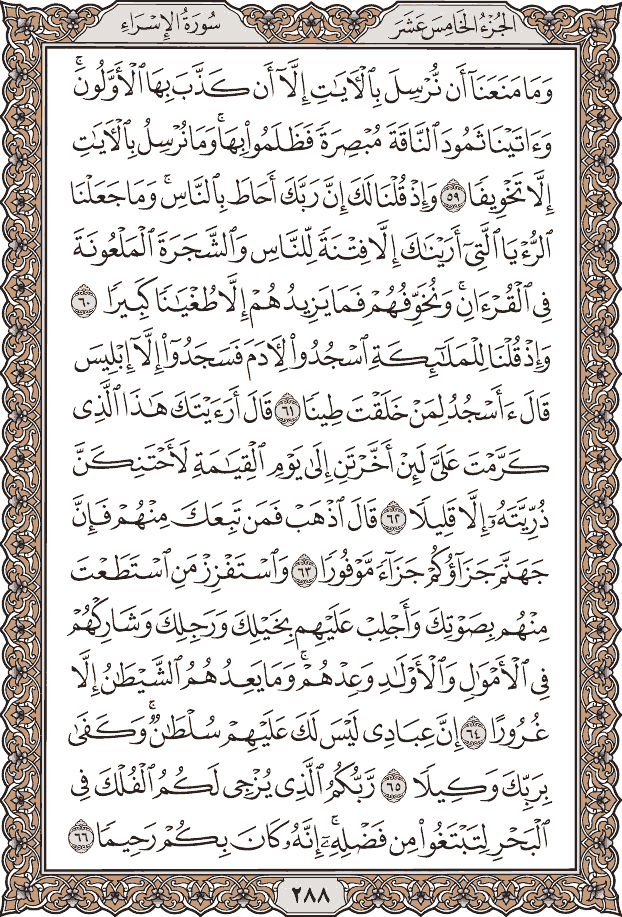 الجُزْءُ الخَامِسَ عَشَرَ
سُورَةُ الإِسْرَاءِ
وَمَا مَنَعَنَآ أَن نُّرْسِلَ بِٱلْأٓيَٰتِ إِلَّآ أَن كَذَّبَ بِهَا ٱلْأَوَّلُونَۚ
وَءَاتَيْنَا ثَمُودَ ٱلنَّاقَةَ مُبْصِرَةً فَظَلَمُوا۟ بِهَاۚ وَمَا نُرْسِلُ بِٱلْأٓيَٰتِ
إِلَّا تَخْوِيفًا ٥٩ وَإِذْ قُلْنَا لَكَ إِنَّ رَبَّكَ أَحَاطَ بِٱلنَّاسِۚ وَمَا جَعَلْنَا
ٱلرُّءْيَا ٱلَّتِىٓ أَرَيْنَٰكَ إِلَّا فِتْنَةً لِّلنَّاسِ وَٱلشَّجَرَةَ ٱلْمَلْعُونَةَ
فِى ٱلْقُرْءَانِۚ وَنُخَوِّفُهُمْ فَمَا يَزِيدُهُمْ إِلَّا طُغْيَٰنًا كَبِيرًا ٦٠
وَإِذْ قُلْنَا لِلْمَلَٰٓئِكَةِ ٱسْجُدُوا۟ لِأٓدَمَ فَسَجَدُوٓا۟ إِلَّآ إِبْلِيسَ
قَالَ ءَأَسْجُدُ لِمَنْ خَلَقْتَ طِينًا ٦١ قَالَ أَرَءَيْتَكَ هَٰذَا ٱلَّذِى
كَرَّمْتَ عَلَىَّ لَئِنْ أَخَّرْتَنِ إِلَىٰ يَوْمِ ٱلْقِيَٰمَةِ لَأَحْتَنِكَنَّ
ذُرِّيَّتَهُۥٓ إِلَّا قَلِيلًا ٦٢ قَالَ ٱذْهَبْ فَمَن تَبِعَكَ مِنْهُمْ فَإِنَّ
جَهَنَّمَ جَزَآؤُكُمْ جَزَآءً مَّوْفُورًا ٦٣ وَٱسْتَفْزِزْ مَنِ ٱسْتَطَعْتَ
مِنْهُم بِصَوْتِكَ وَأَجْلِبْ عَلَيْهِم بِخَيْلِكَ وَرَجِلِكَ وَشَارِكْهُمْ
فِى ٱلْأَمْوَٰلِ وَٱلْأَوْلَٰدِ وَعِدْهُمْۚ وَمَا يَعِدُهُمُ ٱلشَّيْطَٰنُ إِلَّا
غُرُورًا ٦٤ إِنَّ عِبَادِى لَيْسَ لَكَ عَلَيْهِمْ سُلْطَٰنٌۚ وَكَفَىٰ
بِرَبِّكَ وَكِيلًا ٦٥ رَّبُّكُمُ ٱلَّذِى يُزْجِى لَكُمُ ٱلْفُلْكَ فِى
ٱلْبَحْرِ لِتَبْتَغُوا۟ مِن فَضْلِهِۦٓۚ إِنَّهُۥ كَانَ بِكُمْ رَحِيمًا ٦٦
٢٨٨